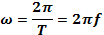 ω = 2π/T = 2πf